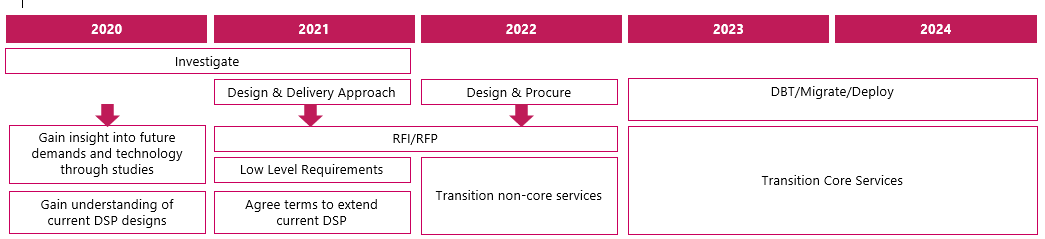 2020
2021
2022
2023
2024
Investigate
Design & Delivery Approach
Design & Procure
DBT/Migrate/Deploy
Gain insight into future
demands and technology
through studies
RFI/RFP
Low Level Requirements
Transition non-core services
Transition Core Services
Gain understanding of
current DSP designs
Agree terms to extend
current DSP